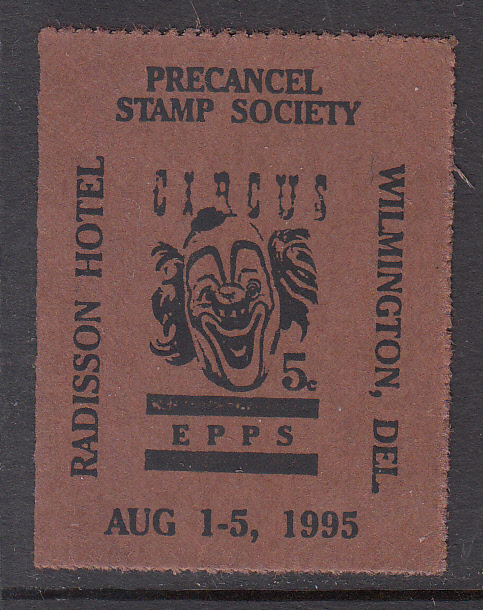 PRECANCEL
STAMP SOCIETY
RADISSON HOTEL
CIRCUS
5c
EPPS
WILMINGTON, DEL.
AUG 1-5, 1995